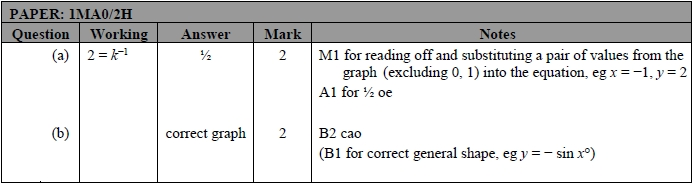 PAPER: 1MA0/2H
Question Working Answer Mark Notes
(a) 2 = k⁻¹ ½ 2 M1 for reading off and substituting a pair of values from the
graph (excluding 0, 1) into the equation, eg x = −1, y = 2
A1 for ½ oe
(b) correct graph 2 B2 cao
(B1 for correct general shape, eg y = − sin x°)